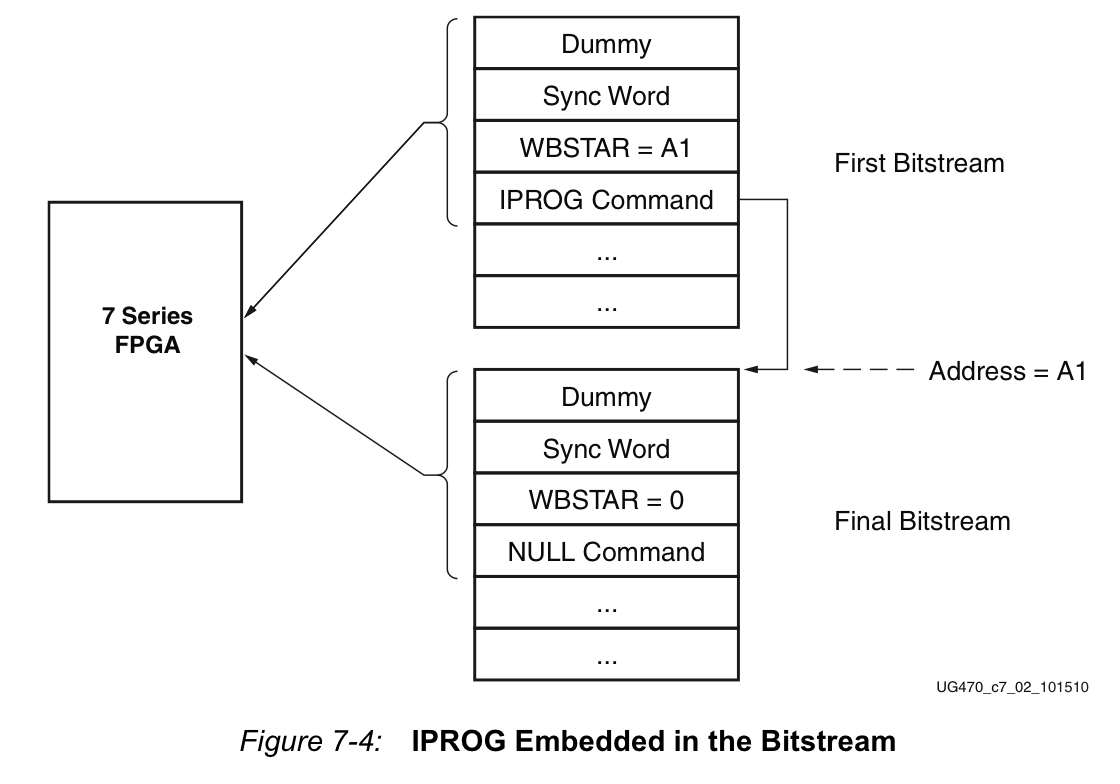 Dummy
Sync Word
WBSTAR = A1
First Bitstream
IPROG Command
...
...
7 Series
FPGA
Address = A1
Dummy
Sync Word
WBSTAR = 0
Final Bitstream
NULL Command
...
...
UG470_c7_02_101510
Figure 7-4: IPROG Embedded in the Bitstream